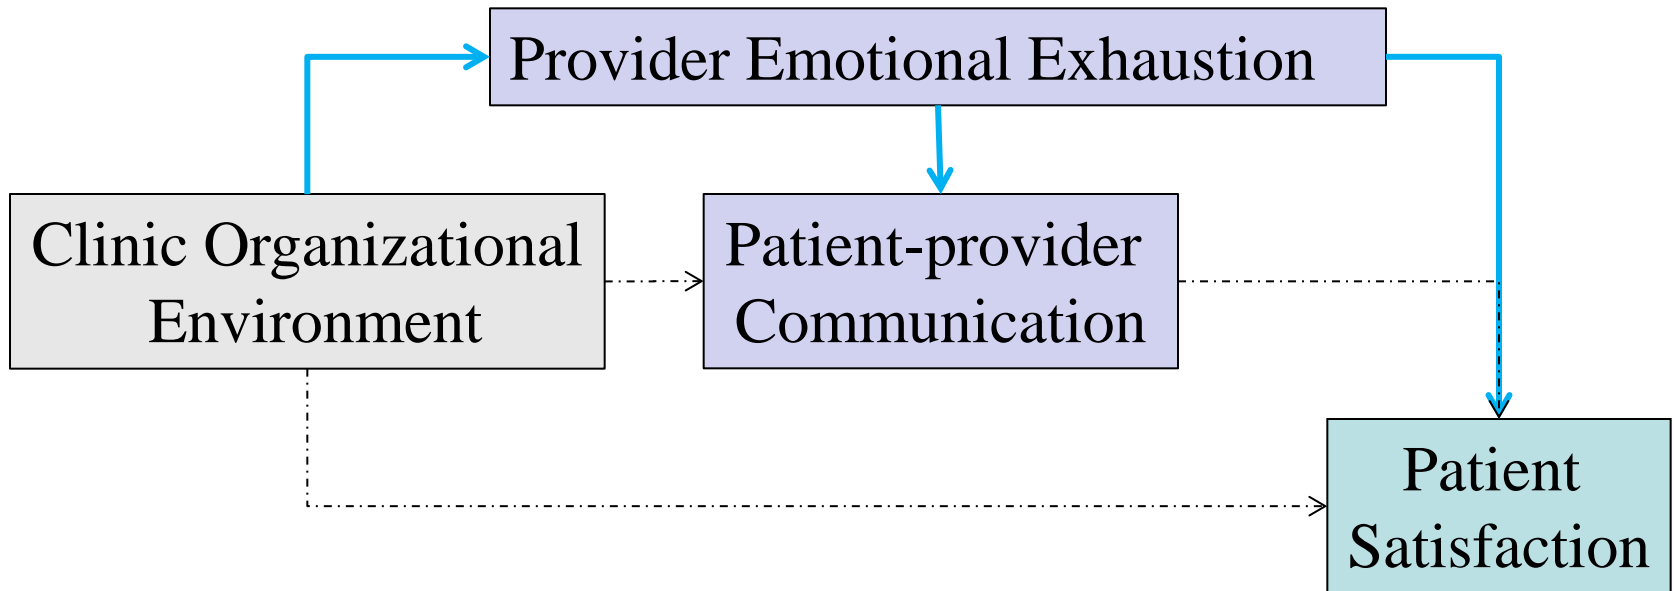 Provider Emotional Exhaustion
Clinic Organizational
Environment
Patient-provider
Communication
Patient
Satisfaction